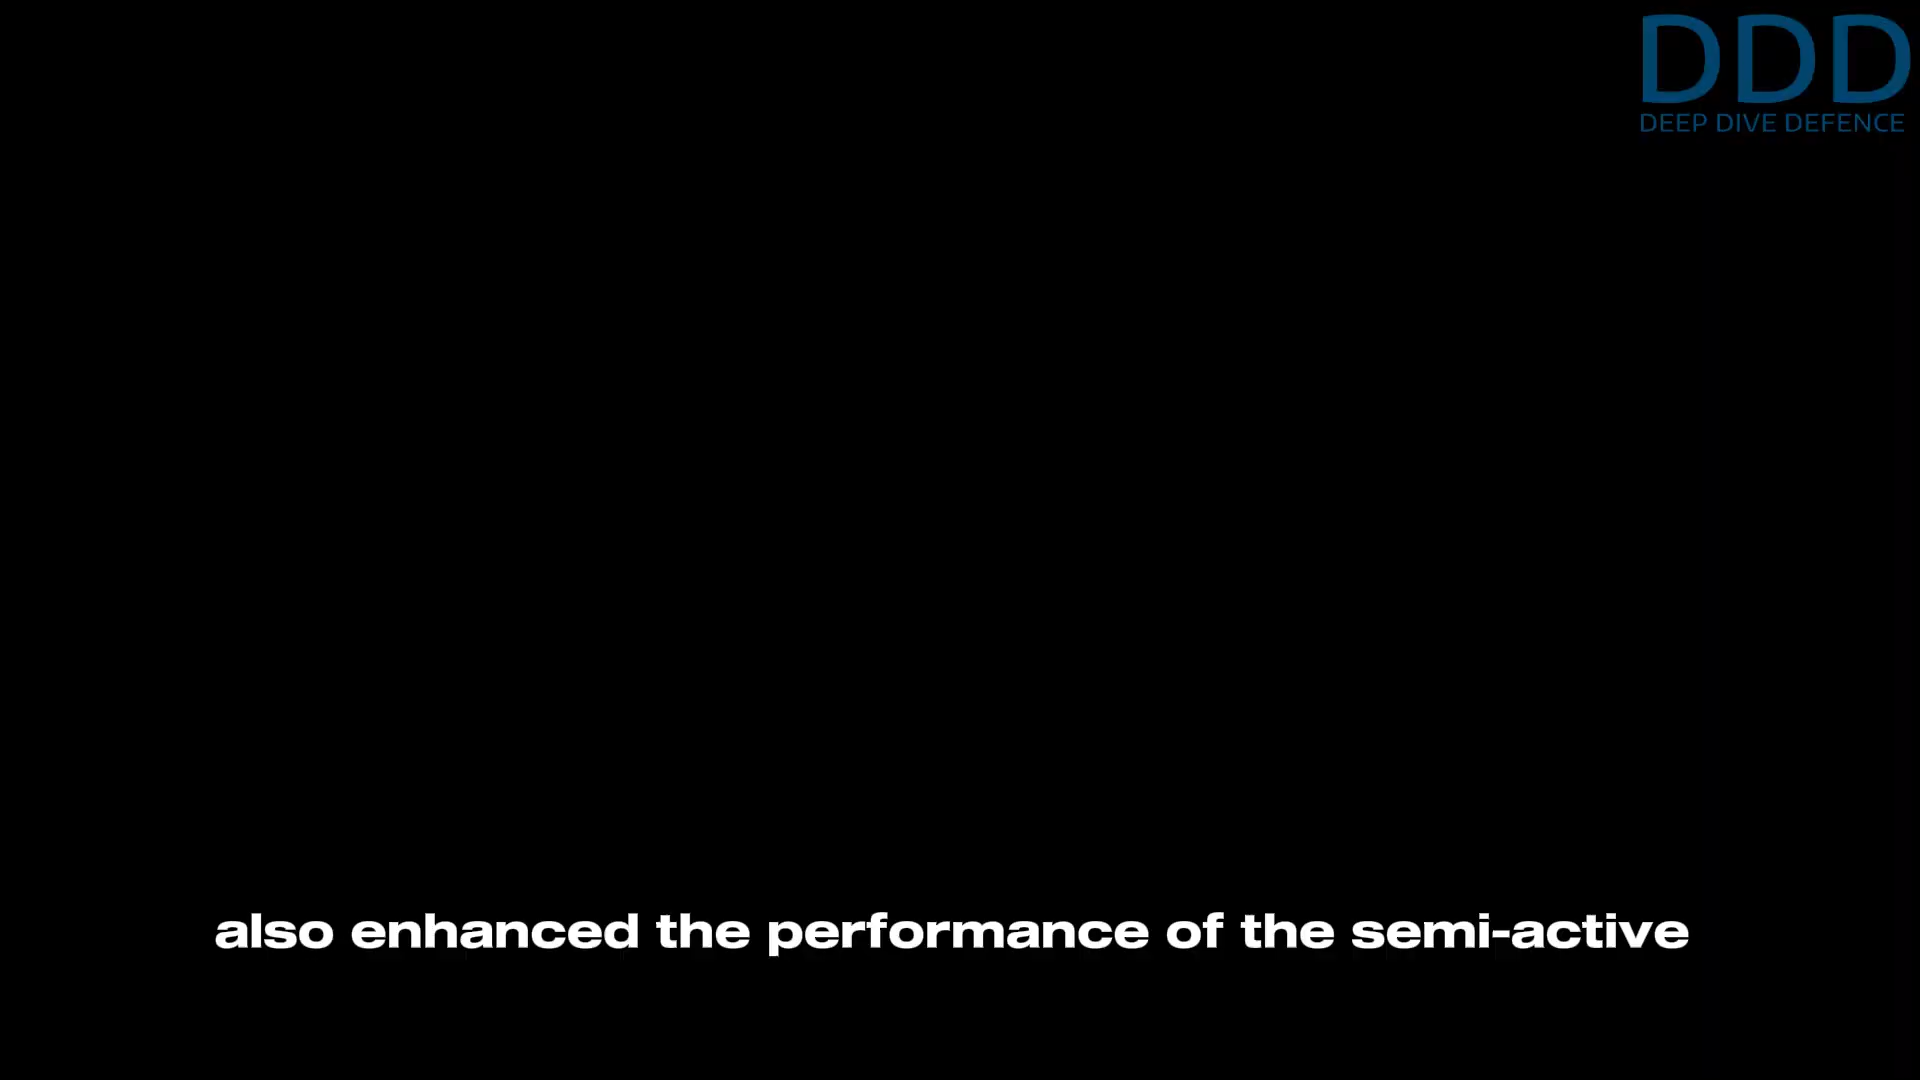 DDD
DEEP DIVE DEFENCE
also enhanced the performance of the semi-active